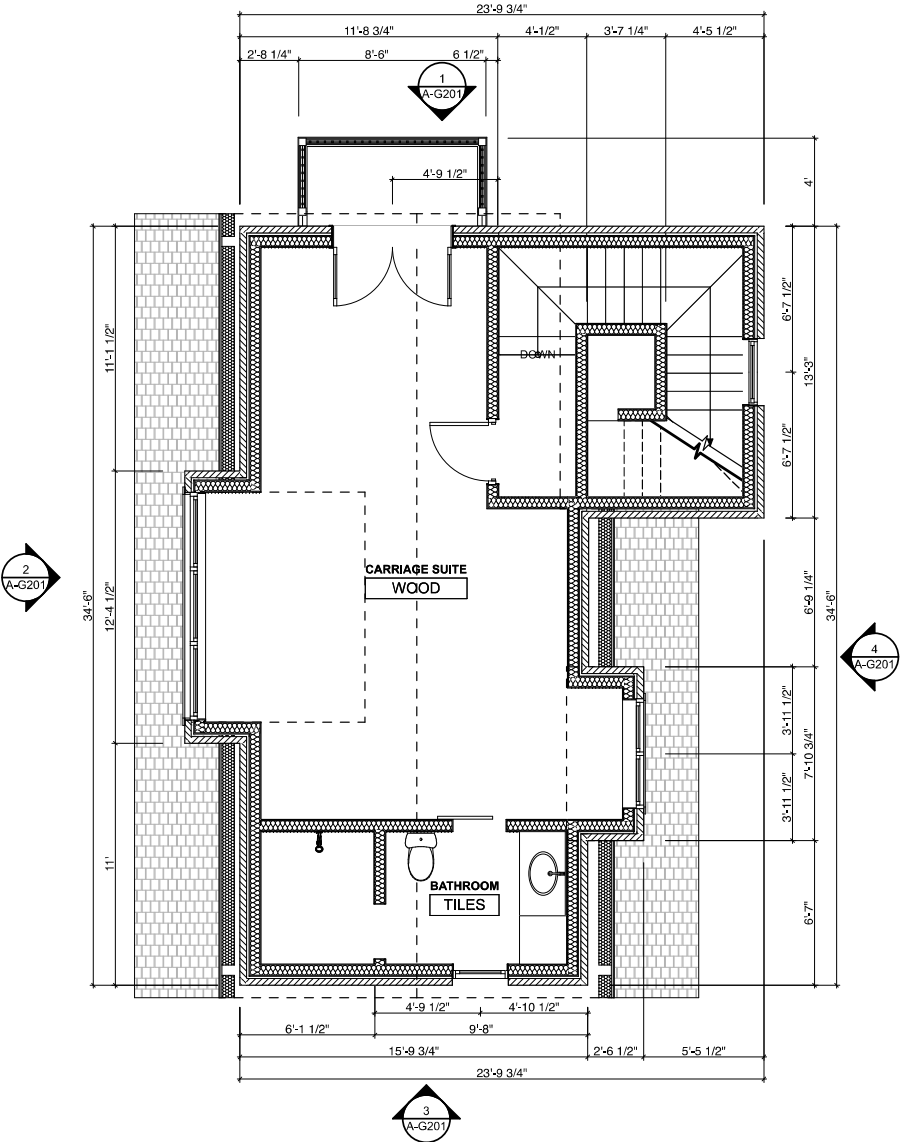 23'-9 3/4"
11'-8 3/4" 4'-1/2" 3'-7 1/4" 4'-5 1/2"
2'-8 1/4" 8'-6" 6 1/2"
1
A-G201
4'-9 1/2"
4'
11'-1 1/2"
6'-7 1/2"
DOWN
13'-3"
6'-7 1/2"
CARRIAGE SUITE
WOOD
2
A-G201
34'-6"
12'-4 1/2"
6'-9 1/4"
34'-6"
4
A-G201
3'-11 1/2"
7'-10 3/4"
3'-11 1/2"
11'
BATHROOM
TILES
6'-7"
4'-9 1/2" 4'-10 1/2"
6'-1 1/2" 9'-8"
15'-9 3/4" 2'-6 1/2" 5'-5 1/2"
23'-9 3/4"
3
A-G201